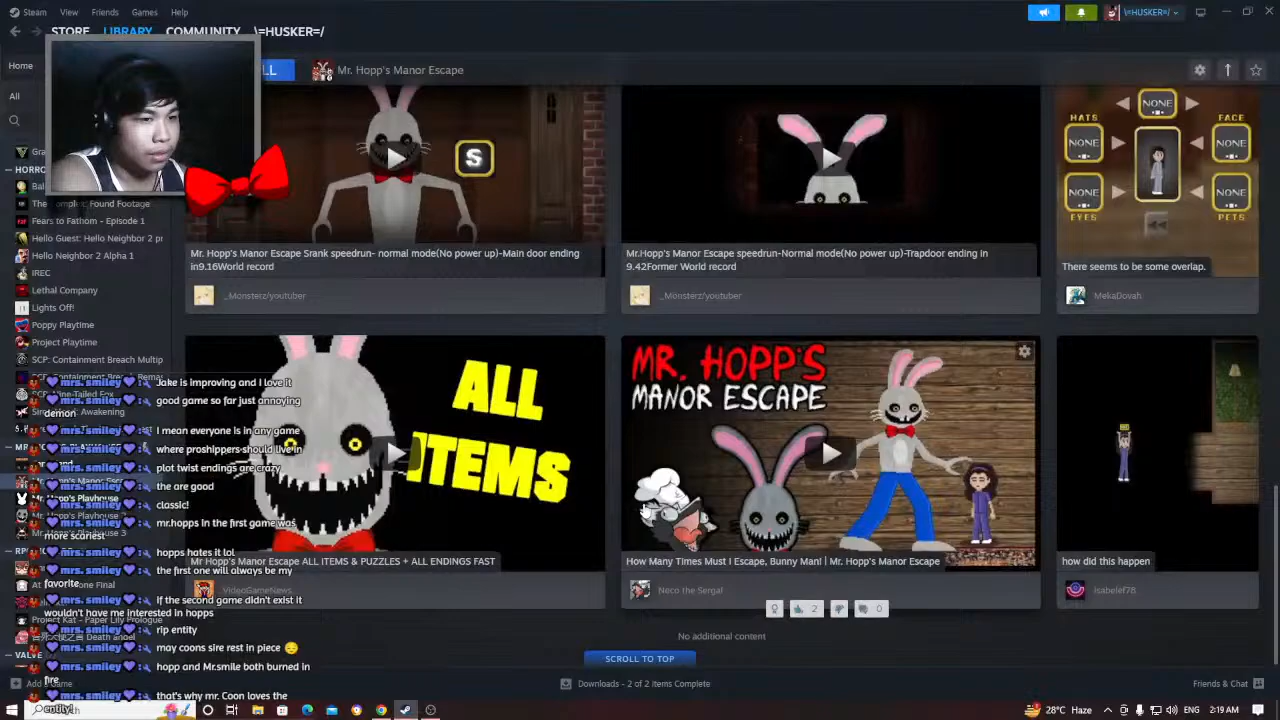 Steam View Friends Games Help
\=HUSKER=/
STORE LIBRARY COMMUNITY \=HUSKER=/
Home
Mr. Hopp's Manor Escape
All
HATS
NONE
FACE
NONE
NONE
EYES
NONE
NONE
PETS
S
Mr. Hopp's Manor Escape Srank speedrun- normal mode(No power up)-Main door ending
in9.16World record
_Monsterz/youtuber
Mr.Hopp's Manor Escape speedrun-Normal mode(No power up)-Trapdoor ending In
9.42Former World record
_Monsterz/youtuber
There seems to be some overlap.
MekaDovah
Found Footage
Fears to Fathom - Episode 1
Hello Guest: Hello Neighbor 2 pr
Hello Neighbor 2 Alpha 1
IREC
Lethal Company
Lights Off!
Poppy Playtime
Project Playtime
SCP: Containment Breach Multip
ALL
ITEMS
Mr Hopp's Manor Escape ALL ITEMS & PUZZLES + ALL ENDINGS FAST
VideoGameNews
MR. HOPP'S
MANOR ESCAPE
How Many Times Must I Escape, Bunny Man! | Mr. Hopp's Manor Escape
Neco the Sergal
2
0
how did this happen
Isabelef78
mrs. smiley : Jake is improving and I love it
mrs. smiley : good game so far just annoying
demon
mrs. smiley : I mean everyone is in any game
mrs. smiley : where proshippers should live in
mrs. smiley : plot twist endings are crazy
mrs. smiley : the are good
mrs. smiley : classic!
mrs. smiley : mr.hopps in the first game was
more scariest
mrs. smiley : hopps hates it lol
mrs. smiley : the first one will always be my
favorite
mrs. smiley : If the second game didn't exist it
wouldn't have me interested in hopps
mrs. smiley : rip entity
mrs. smiley : may coons sire rest in piece
mrs. smiley : hopp and Mr.smile both burned in
fire
mrs. smiley : that's why mr. Coon loves the
entity!
Project Kat - Paper Lily Prologue
No additional content
SCROLL TO TOP
Downloads - 2 of 2 Items Complete
Friends & Chat
28°C Haze
2:19 AM